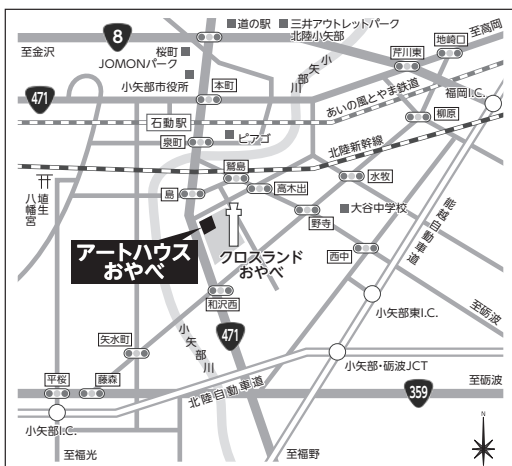 8
至金沢
道の駅
三井アウトレットパーク
北陸小矢部
至高岡
地崎口
芹川東
桜町
JOMONパーク
小矢部市役所
小矢部川
本町
471
あいの風とやま鉄道
福岡I.C.
石動駅
柳原
泉町
ピアゴ
北陸新幹線
鷲島
水牧
埴生
八幡宮
島
高木出
大谷中学校
能越自動車道
野寺
アートハウス
おやべ
クロスランド
おやべ
西中
和沢西
小矢部東I.C.
至砺波
小矢部川
471
矢水町
小矢部・砺波JCT
平桜
藤森
北陸自動車道
359
至砺波
小矢部I.C.
至福光
至福野
N